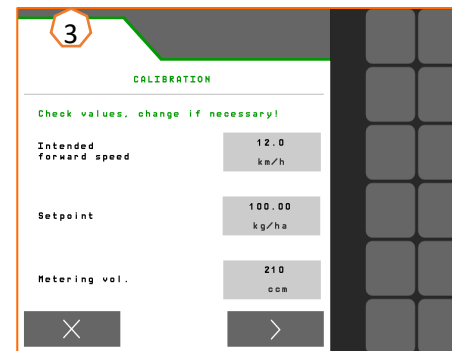 3
CALIBRATION
Check values, change if necessary!
Intended
forward speed
12.0
km/h
Setpoint
100.00
kg/ha
Metering vol.
210
ccm